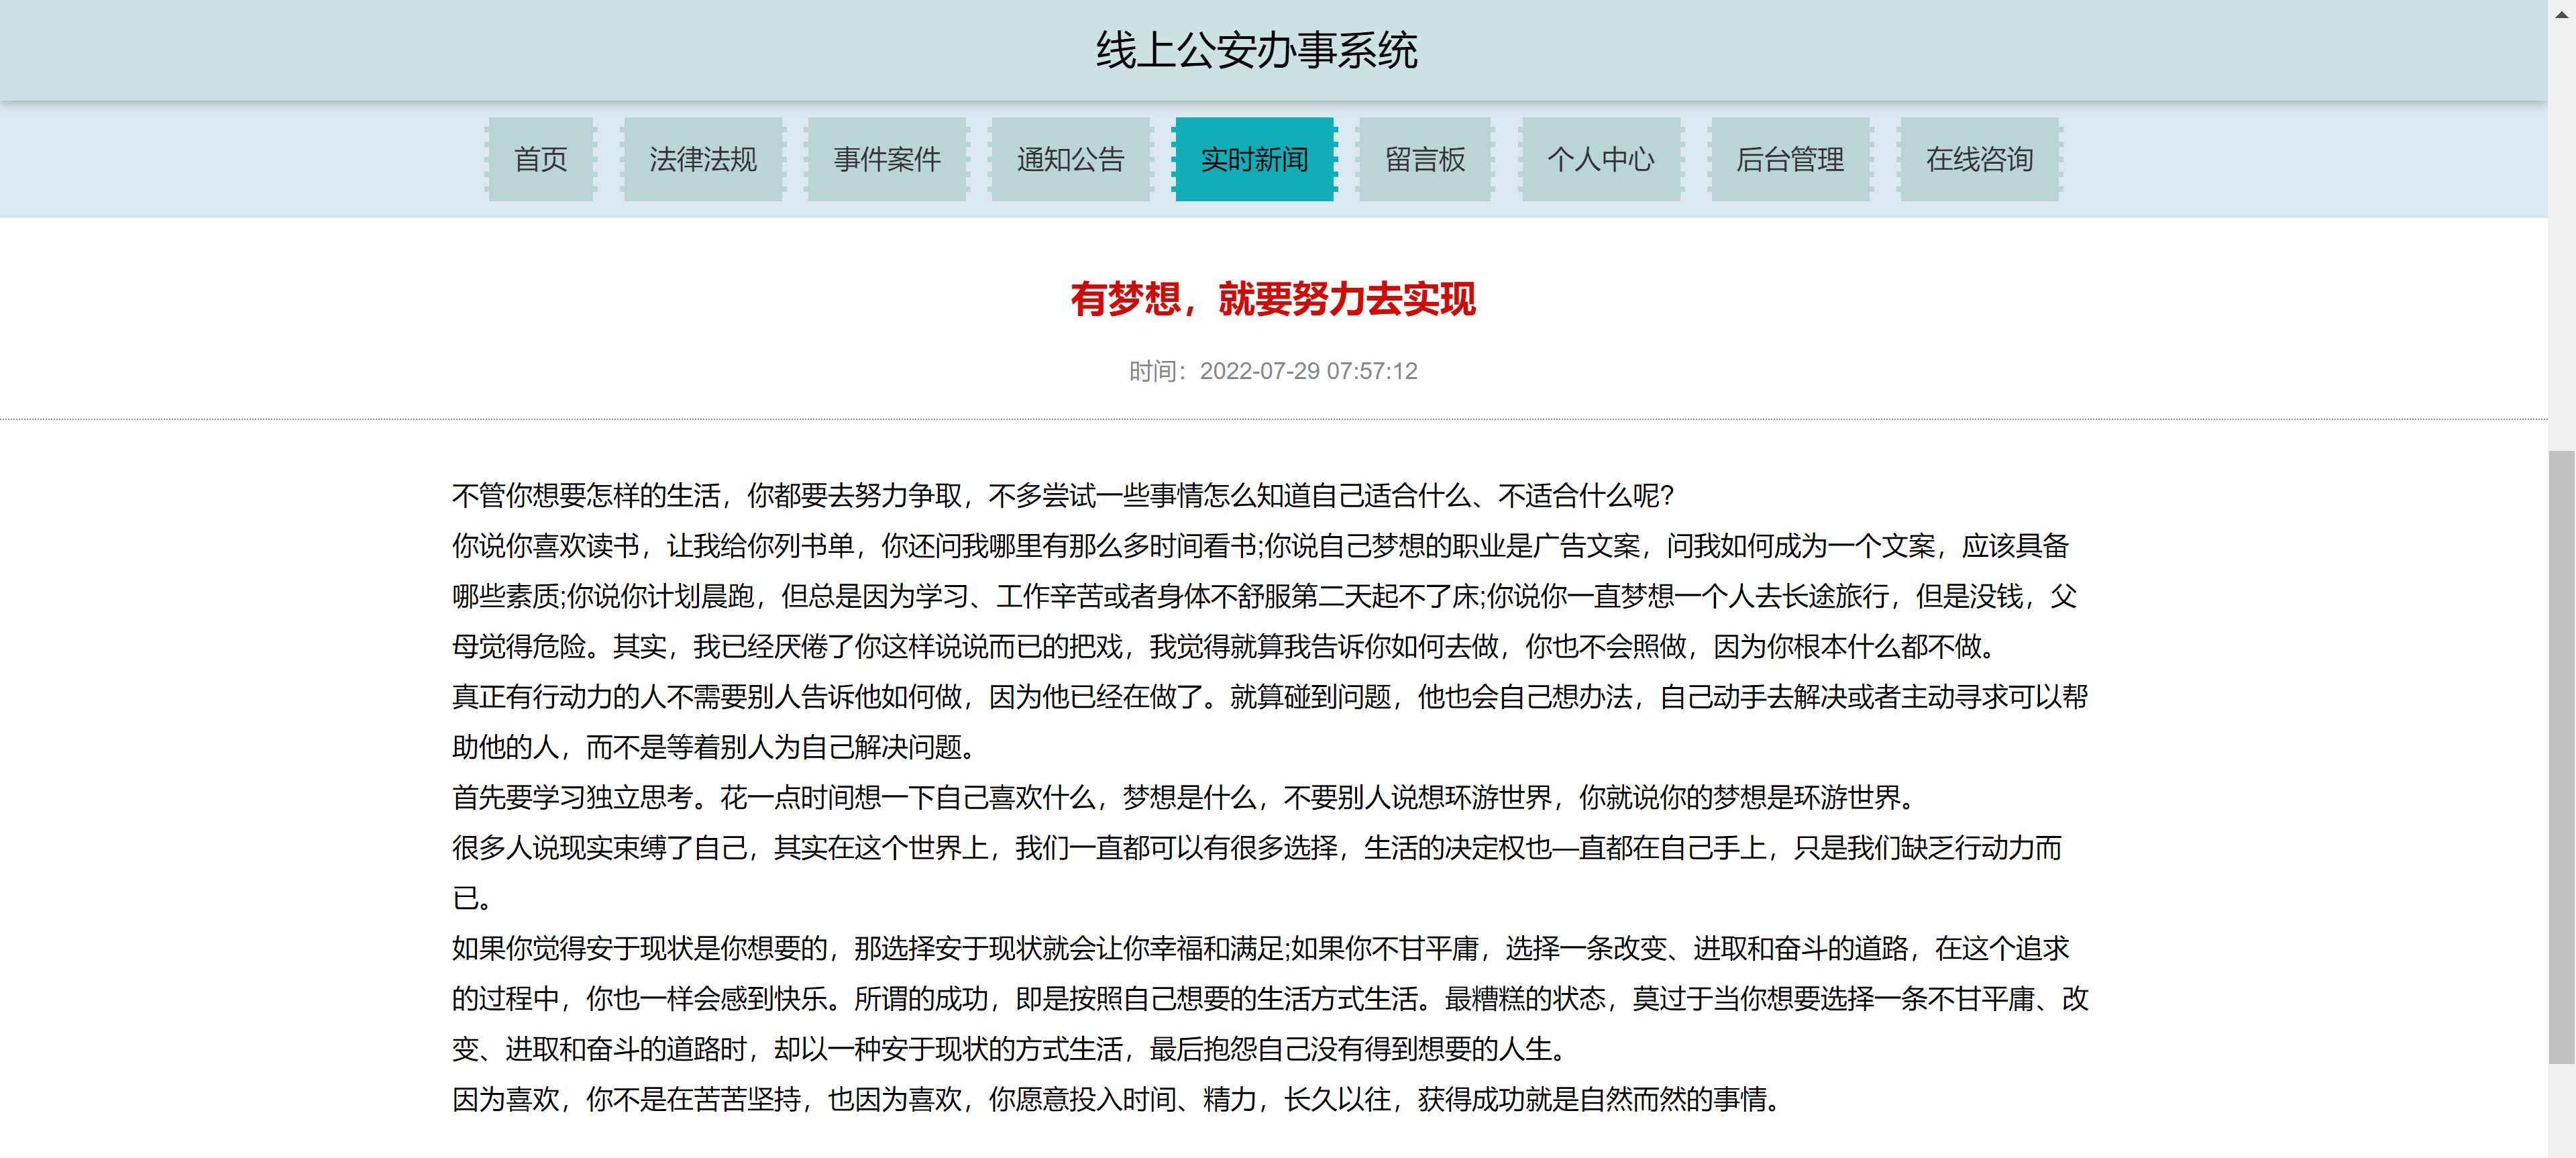 线上公安办事系统
首页 法律法规 事件案件 通知公告 实时新闻 留言板 个人中心 后台管理 在线咨询
有梦想，就要努力去实现
时间：2022-07-29 07:57:12
不管你想要怎样的生活，你都要去努力争取，不多尝试一些事情怎么知道自己适合什么、不适合什么呢?
你说你喜欢读书，让我给你列书单，你还问我哪里有那么多时间看书;你说自己梦想的职业是广告文案，问我如何成为一个文案，应该具备
哪些素质;你说你计划晨跑，但总是因为学习、工作辛苦或者身体不舒服第二天起不了床;你说你一直梦想一个人去长途旅行，但是没钱，父
母觉得危险。其实，我已经厌倦了你这样说说而已的把戏，我觉得就算我告诉你如何去做，你也不会照做，因为你根本什么都不做。
真正有行动力的人不需要别人告诉他如何做，因为他已经在做了。就算碰到问题，他也会自己想办法，自己动手去解决或者主动寻求可以帮
助他的人，而不是等着别人为自己解决问题。
首先要学习独立思考。花一点时间想一下自己喜欢什么，梦想是什么，不要别人说想环游世界，你就说你的梦想是环游世界。
很多人说现实束缚了自己，其实在这个世界上，我们一直都可以有很多选择，生活的决定权也—直都在自己手上，只是我们缺乏行动力而
已。
如果你觉得安于现状是你想要的，那选择安于现状就会让你幸福和满足;如果你不甘平庸，选择一条改变、进取和奋斗的道路，在这个追求
的过程中，你也一样会感到快乐。所谓的成功，即是按照自己想要的生活方式生活。最糟糕的状态，莫过于当你想要选择一条不甘平庸、改
变、进取和奋斗的道路时，却以一种安于现状的方式生活，最后抱怨自己没有得到想要的人生。
因为喜欢，你不是在苦苦坚持，也因为喜欢，你愿意投入时间、精力，长久以往，获得成功就是自然而然的事情。